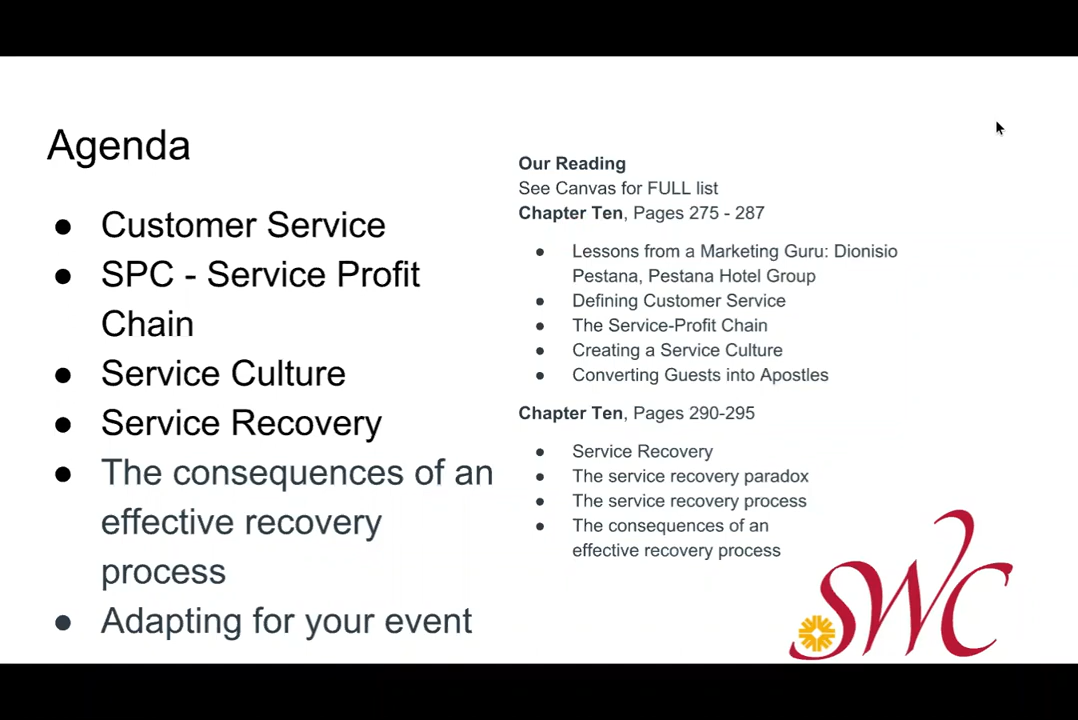 Agenda
● Customer Service
● SPC - Service Profit
Chain
● Service Culture
● Service Recovery
● The consequences of an
effective recovery
process
● Adapting for your event
Our Reading
See Canvas for FULL list
Chapter Ten, Pages 275 - 287
● Lessons from a Marketing Guru: Dionisio
Pestana, Pestana Hotel Group
● Defining Customer Service
● The Service-Profit Chain
● Creating a Service Culture
● Converting Guests into Apostles
Chapter Ten, Pages 290-295
● Service Recovery
● The service recovery paradox
● The service recovery process
● The consequences of an
effective recovery process
SWC